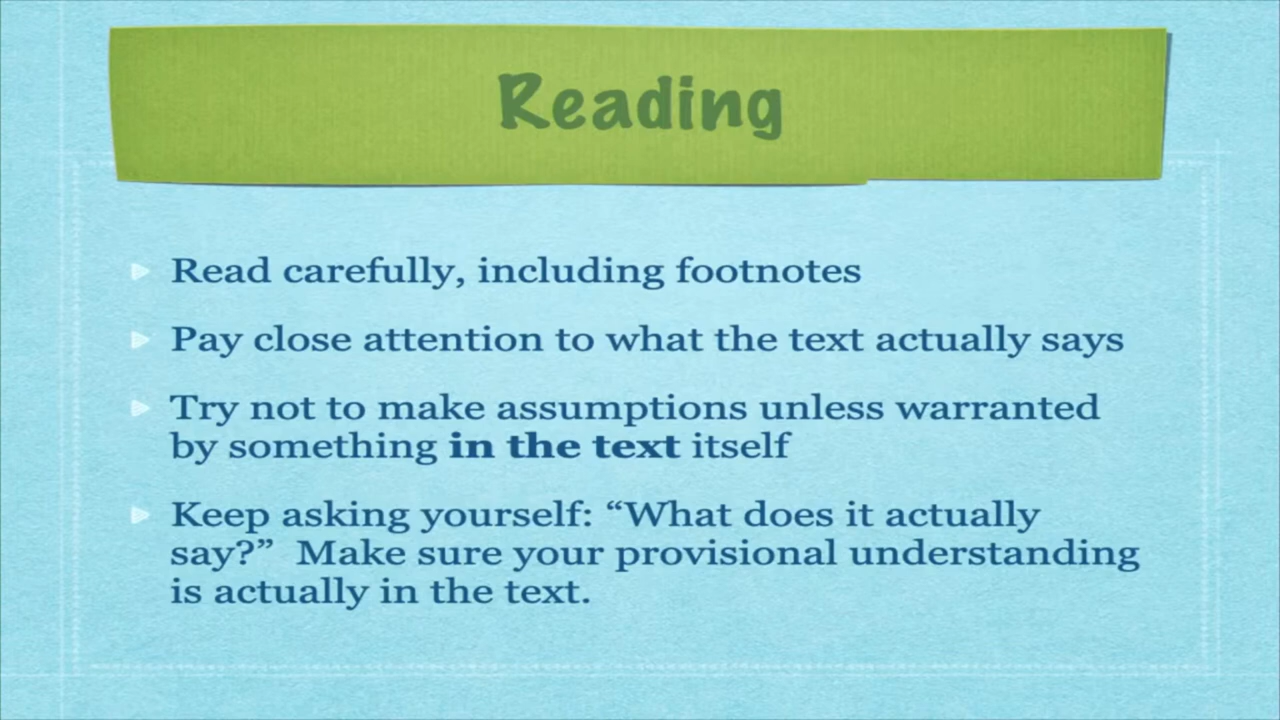 Reading
Read carefully, including footnotes
Pay close attention to what the text actually says
Try not to make assumptions unless warranted
by something in the text itself
Keep asking yourself: “What does it actually
say?”  Make sure your provisional understanding
is actually in the text.